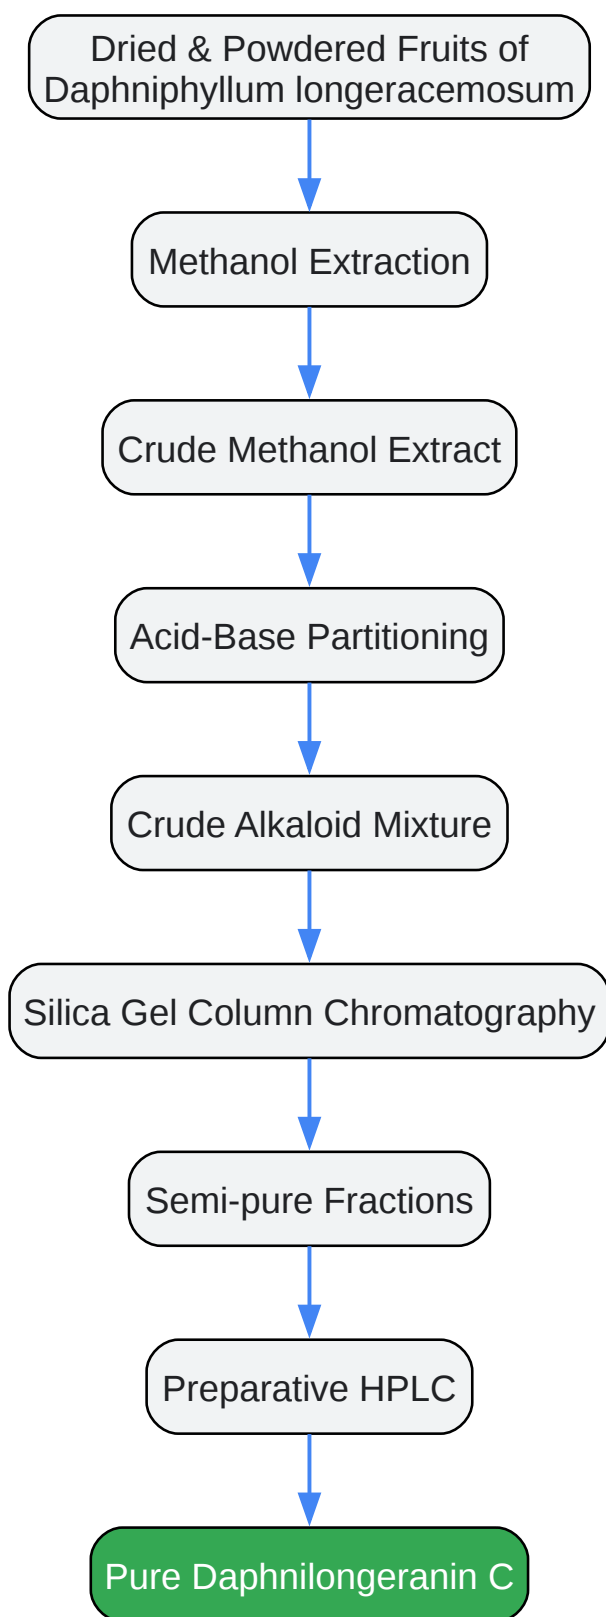 Dried & Powdered Fruits of
Daphniphyllum longeracemosum
Methanol Extraction
Crude Methanol Extract
Acid-Base Partitioning
Crude Alkaloid Mixture
Silica Gel Column Chromatography
Semi-pure Fractions
Preparative HPLC
Pure Daphnilongeranin C